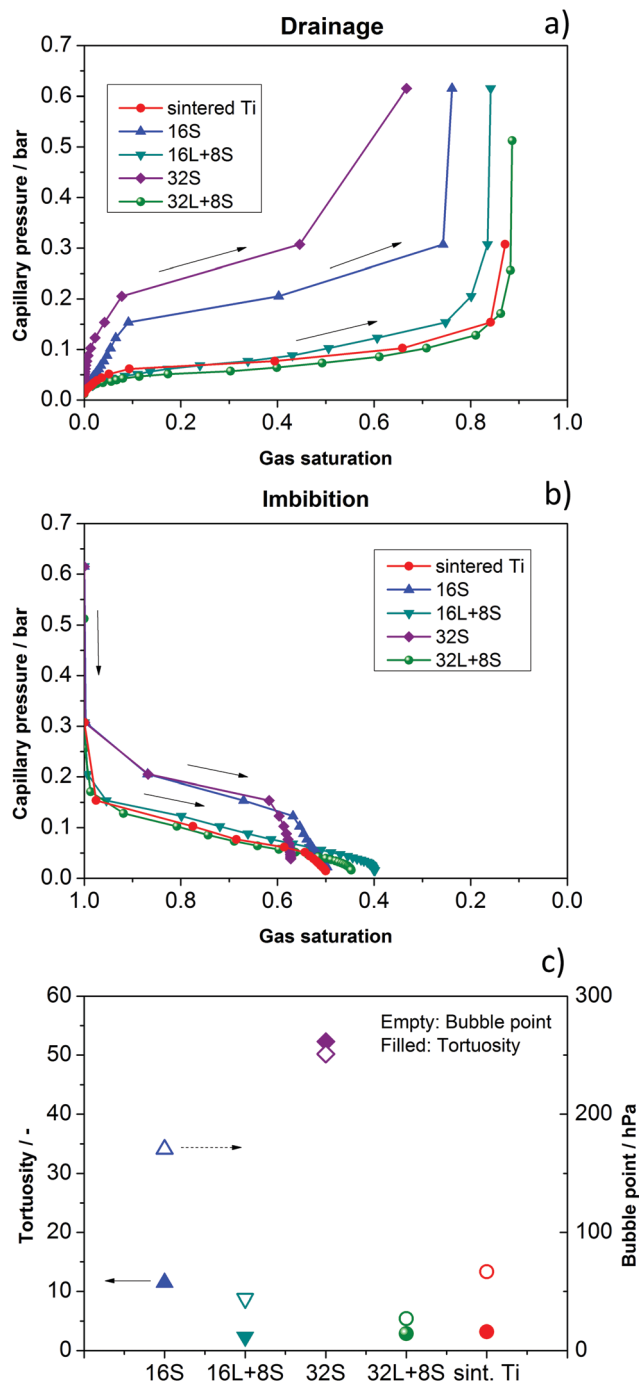 Drainage
a)
Capillary pressure / bar
0.7
0.6
0.5
0.4
0.3
0.2
0.1
0.0
sintered Ti
16S
16L+8S
32S
32L+8S
0.0 0.2 0.4 0.6 0.8 1.0
Gas saturation
Imbibition
b)
Capillary pressure / bar
0.7
0.6
0.5
0.4
0.3
0.2
0.1
0.0
sintered Ti
16S
16L+8S
32S
32L+8S
1.0 0.8 0.6 0.4 0.2 0.0
Gas saturation
c)
Tortuosity / -
60
50
40
30
20
10
0
Empty: Bubble point
Filled: Tortuosity
300
200
100
0
Bubble point / hPa
16S 16L+8S 32S 32L+8S sint. Ti